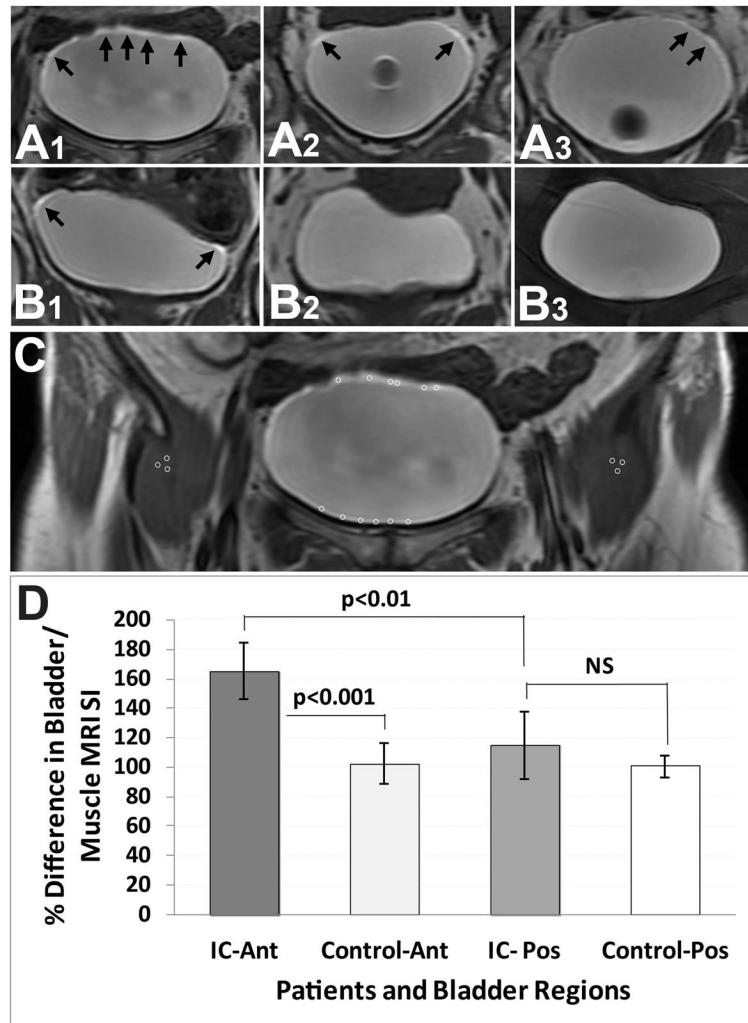 A1
A2
A3
B1
B2
B3
C
D
% Difference in Bladder/
Muscle MRI SI
200
180
160
140
120
100
80
60
40
20
0
p<0.01
p<0.001
NS
IC-Ant
Control-Ant
IC- Pos
Control-Pos
Patients and Bladder Regions